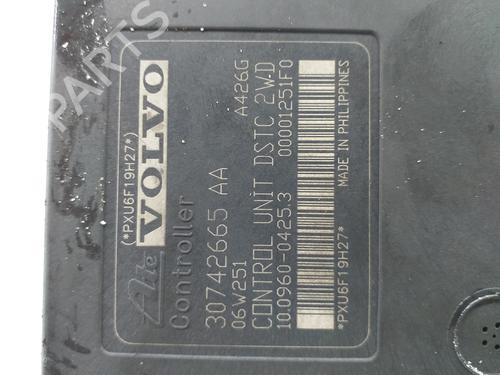 (*PXU6F19H27*)
Ate VOLVO
Controller
30742665 AA A426G
06W251
CONTROL UNIT DSTC 2WD
10.0960-0425.3 00001251F0
*PXU6F19H27* MADE IN PHILIPPINES
B-PARTS